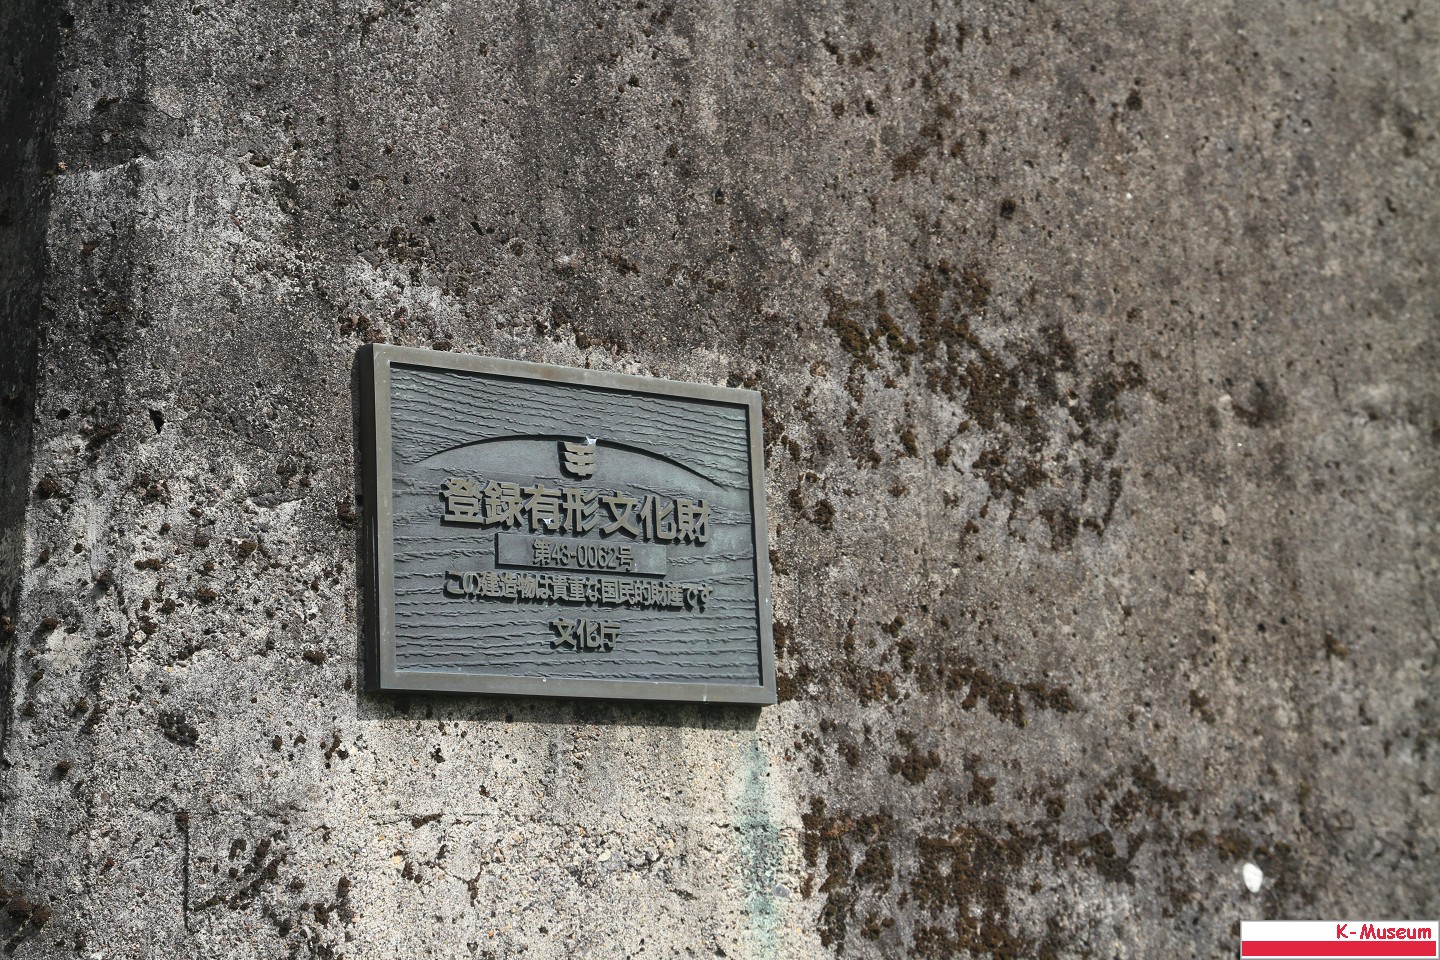 登録有形文化財
第43-0062号
この建造物は貴重な国民的財産です
文化庁
K-Museum